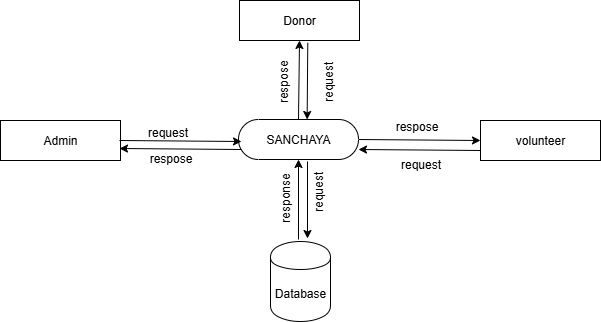 Donor
respose
request
Admin
request
respose
SANCHAYA
respose
request
volunteer
response
request
Database